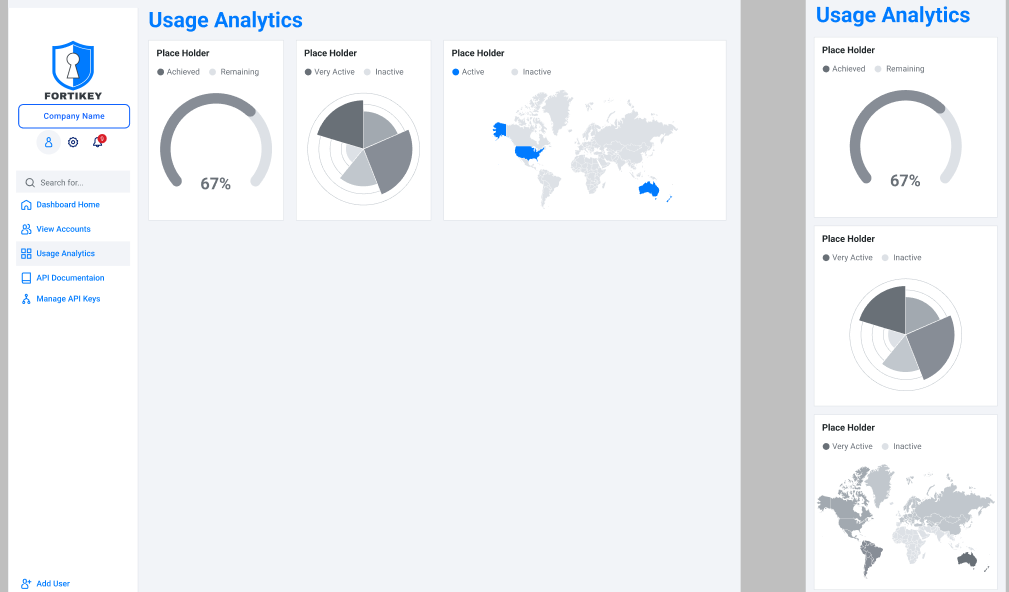 FORTIKEY
Company Name
9
Search for...
Dashboard Home
View Accounts
Usage Analytics
API Documentaion
Manage API Keys
Add User
Usage Analytics
Place Holder
Achieved Remaining
67%
Place Holder
Very Active Inactive
Place Holder
Active Inactive
Usage Analytics
Place Holder
Achieved Remaining
67%
Place Holder
Very Active Inactive
Place Holder
Very Active Inactive